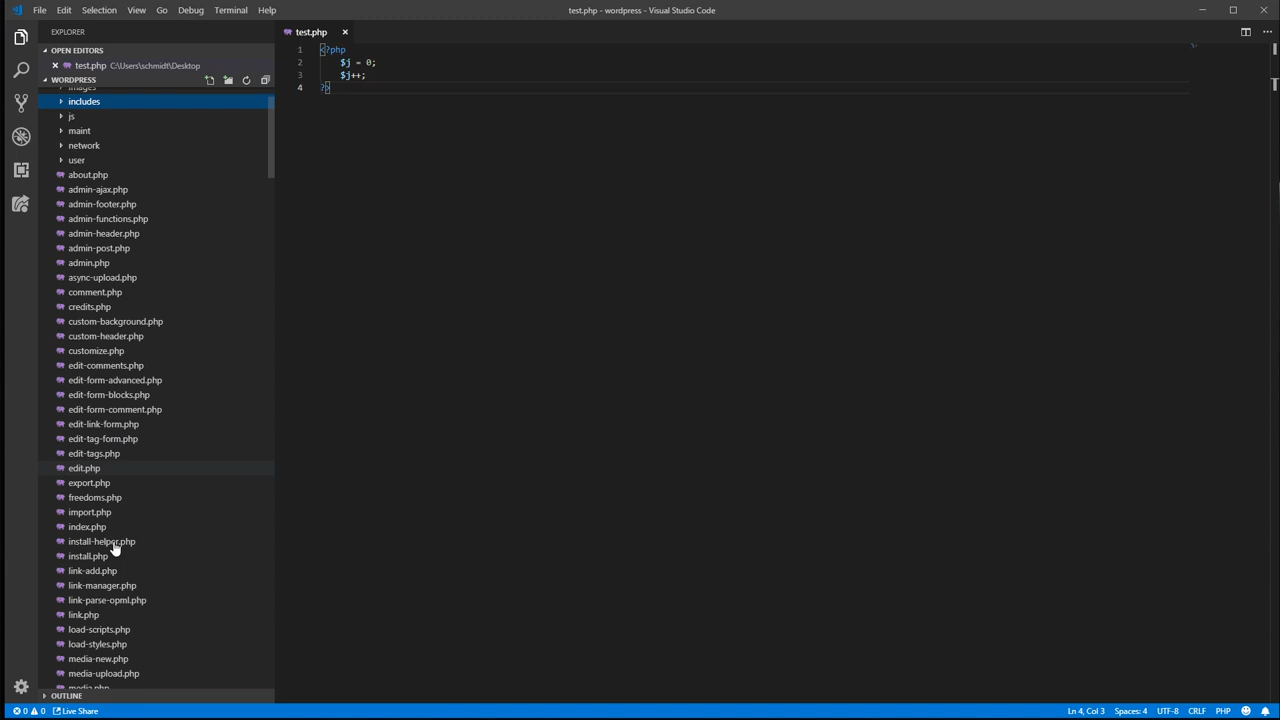 File Edit Selection View Go Debug Terminal Help
test.php - wordpress - Visual Studio Code
EXPLORER
test.php
OPEN EDITORS
test.php C:\Users\schmidt\Desktop
WORDPRESS
images
includes
js
maint
network
user
about.php
admin-ajax.php
admin-footer.php
admin-functions.php
admin-header.php
admin-post.php
admin.php
async-upload.php
comment.php
credits.php
custom-background.php
custom-header.php
customize.php
edit-comments.php
edit-form-advanced.php
edit-form-blocks.php
edit-form-comment.php
edit-link-form.php
edit-tag-form.php
edit-tags.php
edit.php
export.php
freedoms.php
import.php
index.php
install-helper.php
install.php
link-add.php
link-manager.php
link-parse-opml.php
link.php
load-scripts.php
load-styles.php
media-new.php
media-upload.php
media.php
OUTLINE
1 <?php
2 $j = 0;
3 $j++;
4 ?>
0 0 Live Share
Ln 4, Col 3 Spaces: 4 UTF-8 CRLF PHP